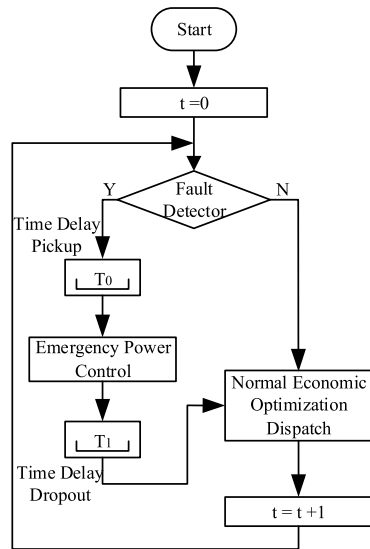 Start
t =0
Fault
Detector
Y
N
Time Delay
Pickup
T0
Emergency Power
Control
T1
Time Delay
Dropout
Normal Economic
Optimization
Dispatch
t = t +1